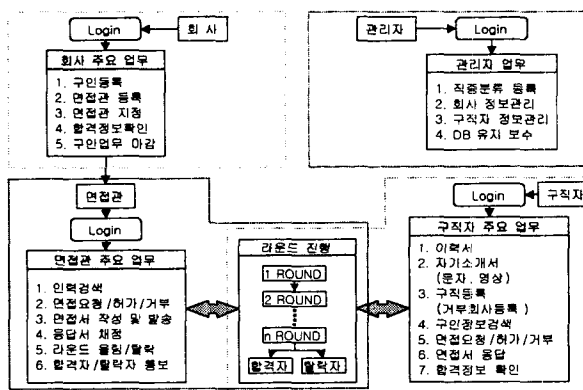 Login
회 사
회사 주요 업무
1. 구인등록
2. 면접관 등록
3. 면접관 지정
4. 합격정보확인
5. 구인업무 마감
관리자
Login
관리자 업무
1. 직종분류 등록
2. 회사 정보관리
3. 구직자 정보관리
4. DB 유지 보수
면접관
Login
면접관 주요 업무
1. 인력검색
2. 면접요청/허가/거부
3. 면접서 작성 및 발송
4. 응답서 채점
5. 라운드 올림/탈락
6. 합격자/탈락자 통보
라운드 진행
1 ROUND
2 ROUND
n ROUND
합격자
탈락자
Login
구직자
구직자 주요 업무
1. 이력서
2. 자기소개서
(문자, 영상)
3. 구직등록
(거부회사등록)
4. 구인정보검색
5. 면접요청/허가/거부
6. 면접서 응답
7. 합격정보 확인